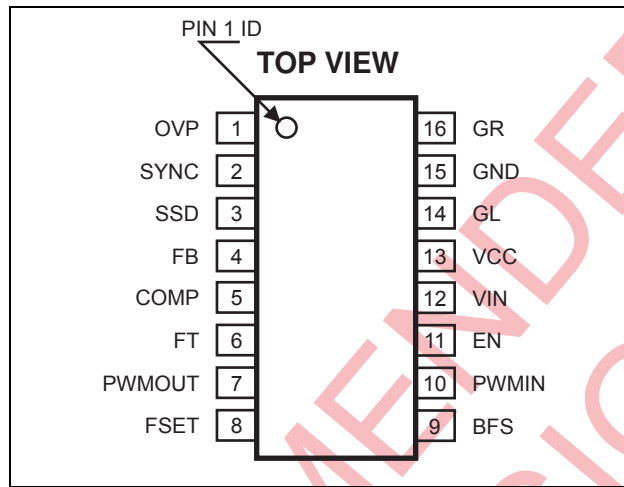 PIN 1 ID
TOP VIEW
OVP 1 16 GR
SYNC 2 15 GND
SSD 3 14 GL
FB 4 13 VCC
COMP 5 12 VIN
FT 6 11 EN
PWMOUT 7 10 PWMIN
FSET 8 9 BFS